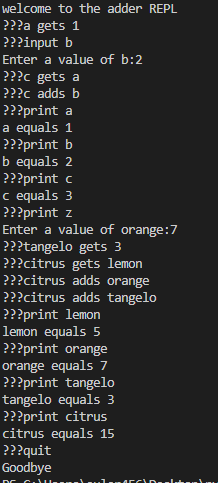 welcome to the adder REPL
???a gets 1
???input b
Enter a value of b:2
???c gets a
???c adds b
???print a
a equals 1
???print b
b equals 2
???print c
c equals 3
???print z
Enter a value of orange:7
???tangelo gets 3
???citrus gets lemon
???citrus adds orange
???citrus adds tangelo
???print lemon
lemon equals 5
???print orange
orange equals 7
???print tangelo
tangelo equals 3
???print citrus
citrus equals 15
???quit
Goodbye